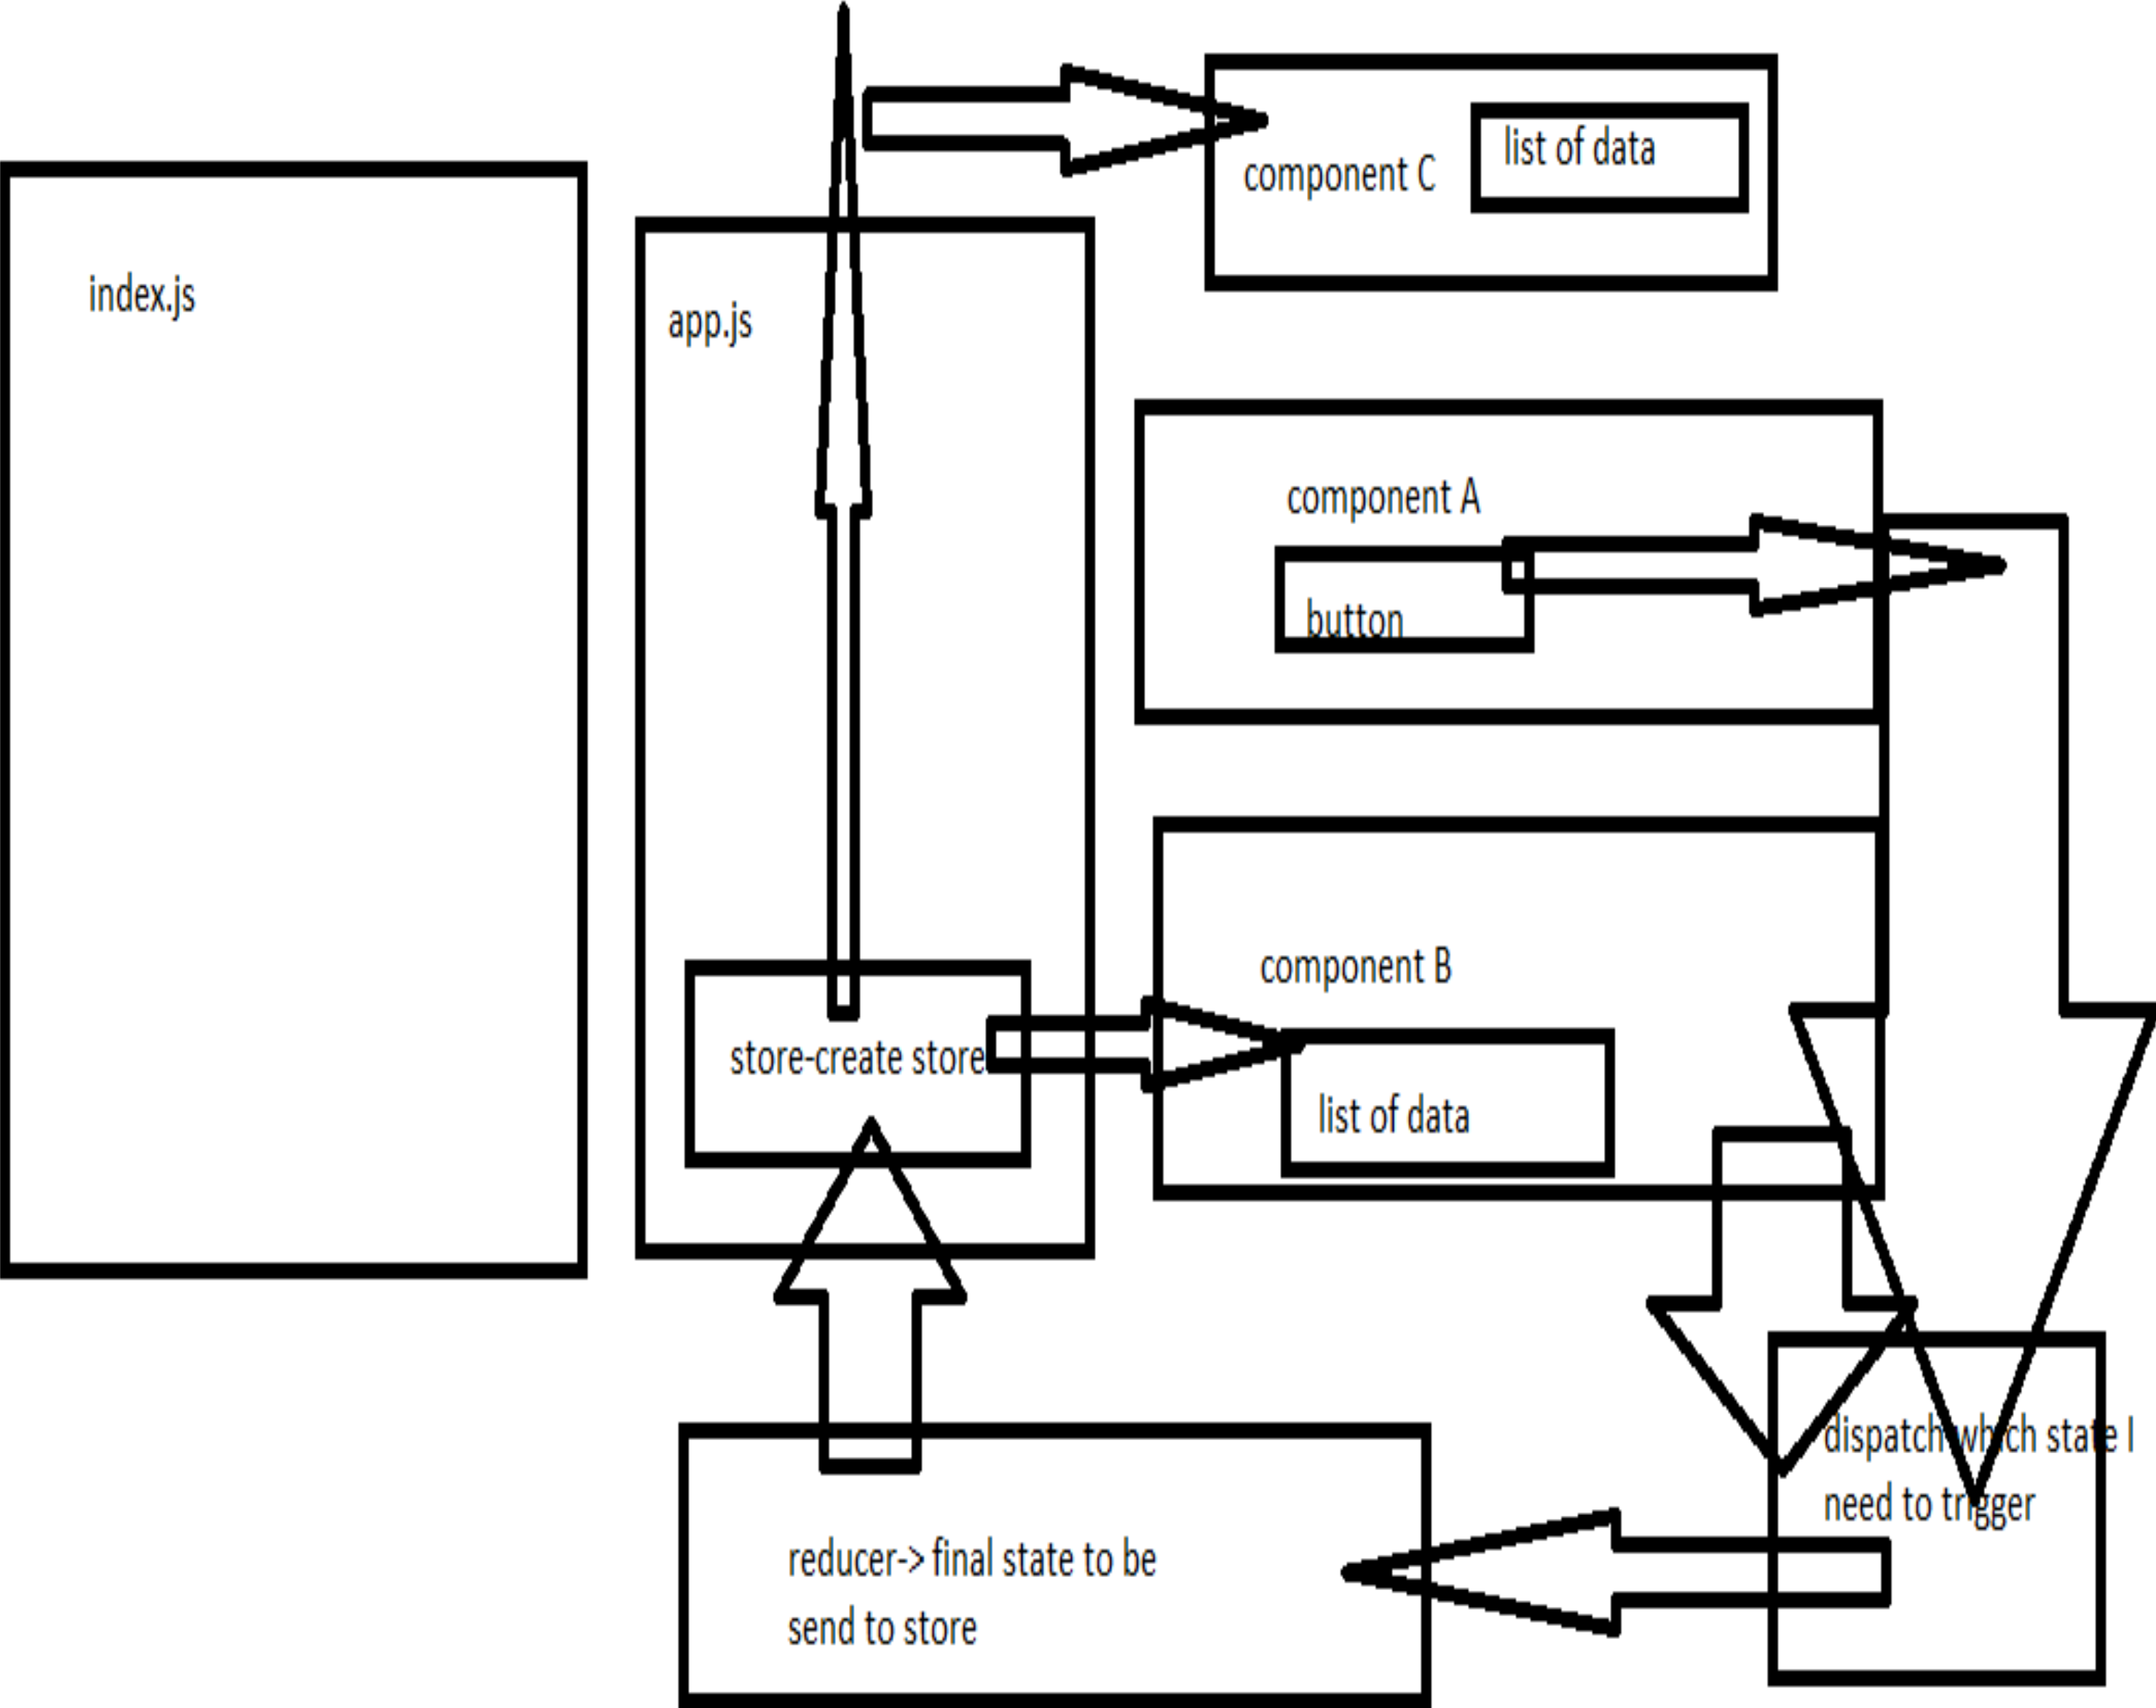 list of data
component C
index.js
app.js
component A
button
component B
store-create store
list of data
dispatch which state I
need to trigger
reducer-> final state to be
send to store